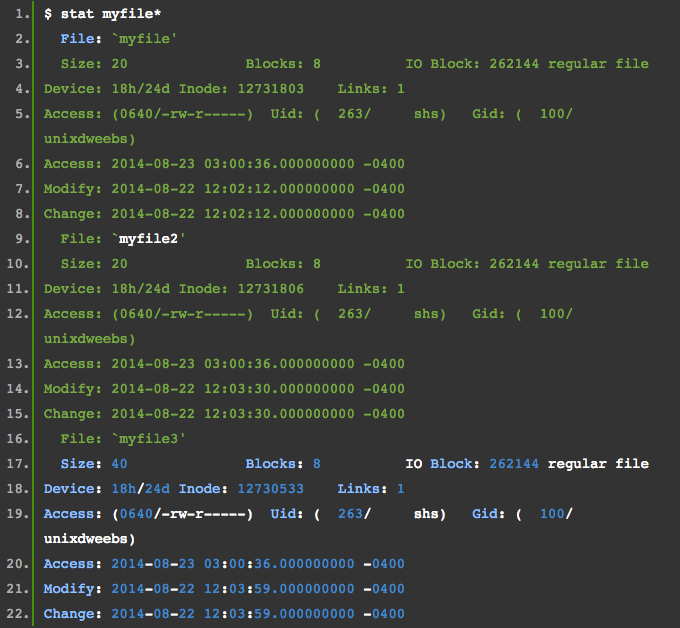 1. $ stat myfile*
2.   File: `myfile'
3.   Size: 20              Blocks: 8          IO Block: 262144 regular file
4. Device: 18h/24d Inode: 12731803    Links: 1
5. Access: (0640/-rw-r-----)  Uid: (  263/     shs)   Gid: (  100/
unixdweebs)
6. Access: 2014-08-23 03:00:36.000000000 -0400
7. Modify: 2014-08-22 12:02:12.000000000 -0400
8. Change: 2014-08-22 12:02:12.000000000 -0400
9.   File: `myfile2'
10.   Size: 20              Blocks: 8          IO Block: 262144 regular file
11. Device: 18h/24d Inode: 12731806    Links: 1
12. Access: (0640/-rw-r-----)  Uid: (  263/     shs)   Gid: (  100/
unixdweebs)
13. Access: 2014-08-23 03:00:36.000000000 -0400
14. Modify: 2014-08-22 12:03:30.000000000 -0400
15. Change: 2014-08-22 12:03:30.000000000 -0400
16.   File: `myfile3'
17.   Size: 40              Blocks: 8          IO Block: 262144 regular file
18. Device: 18h/24d Inode: 12730533    Links: 1
19. Access: (0640/-rw-r-----)  Uid: (  263/     shs)   Gid: (  100/
unixdweebs)
20. Access: 2014-08-23 03:00:36.000000000 -0400
21. Modify: 2014-08-22 12:03:59.000000000 -0400
22. Change: 2014-08-22 12:03:59.000000000 -0400